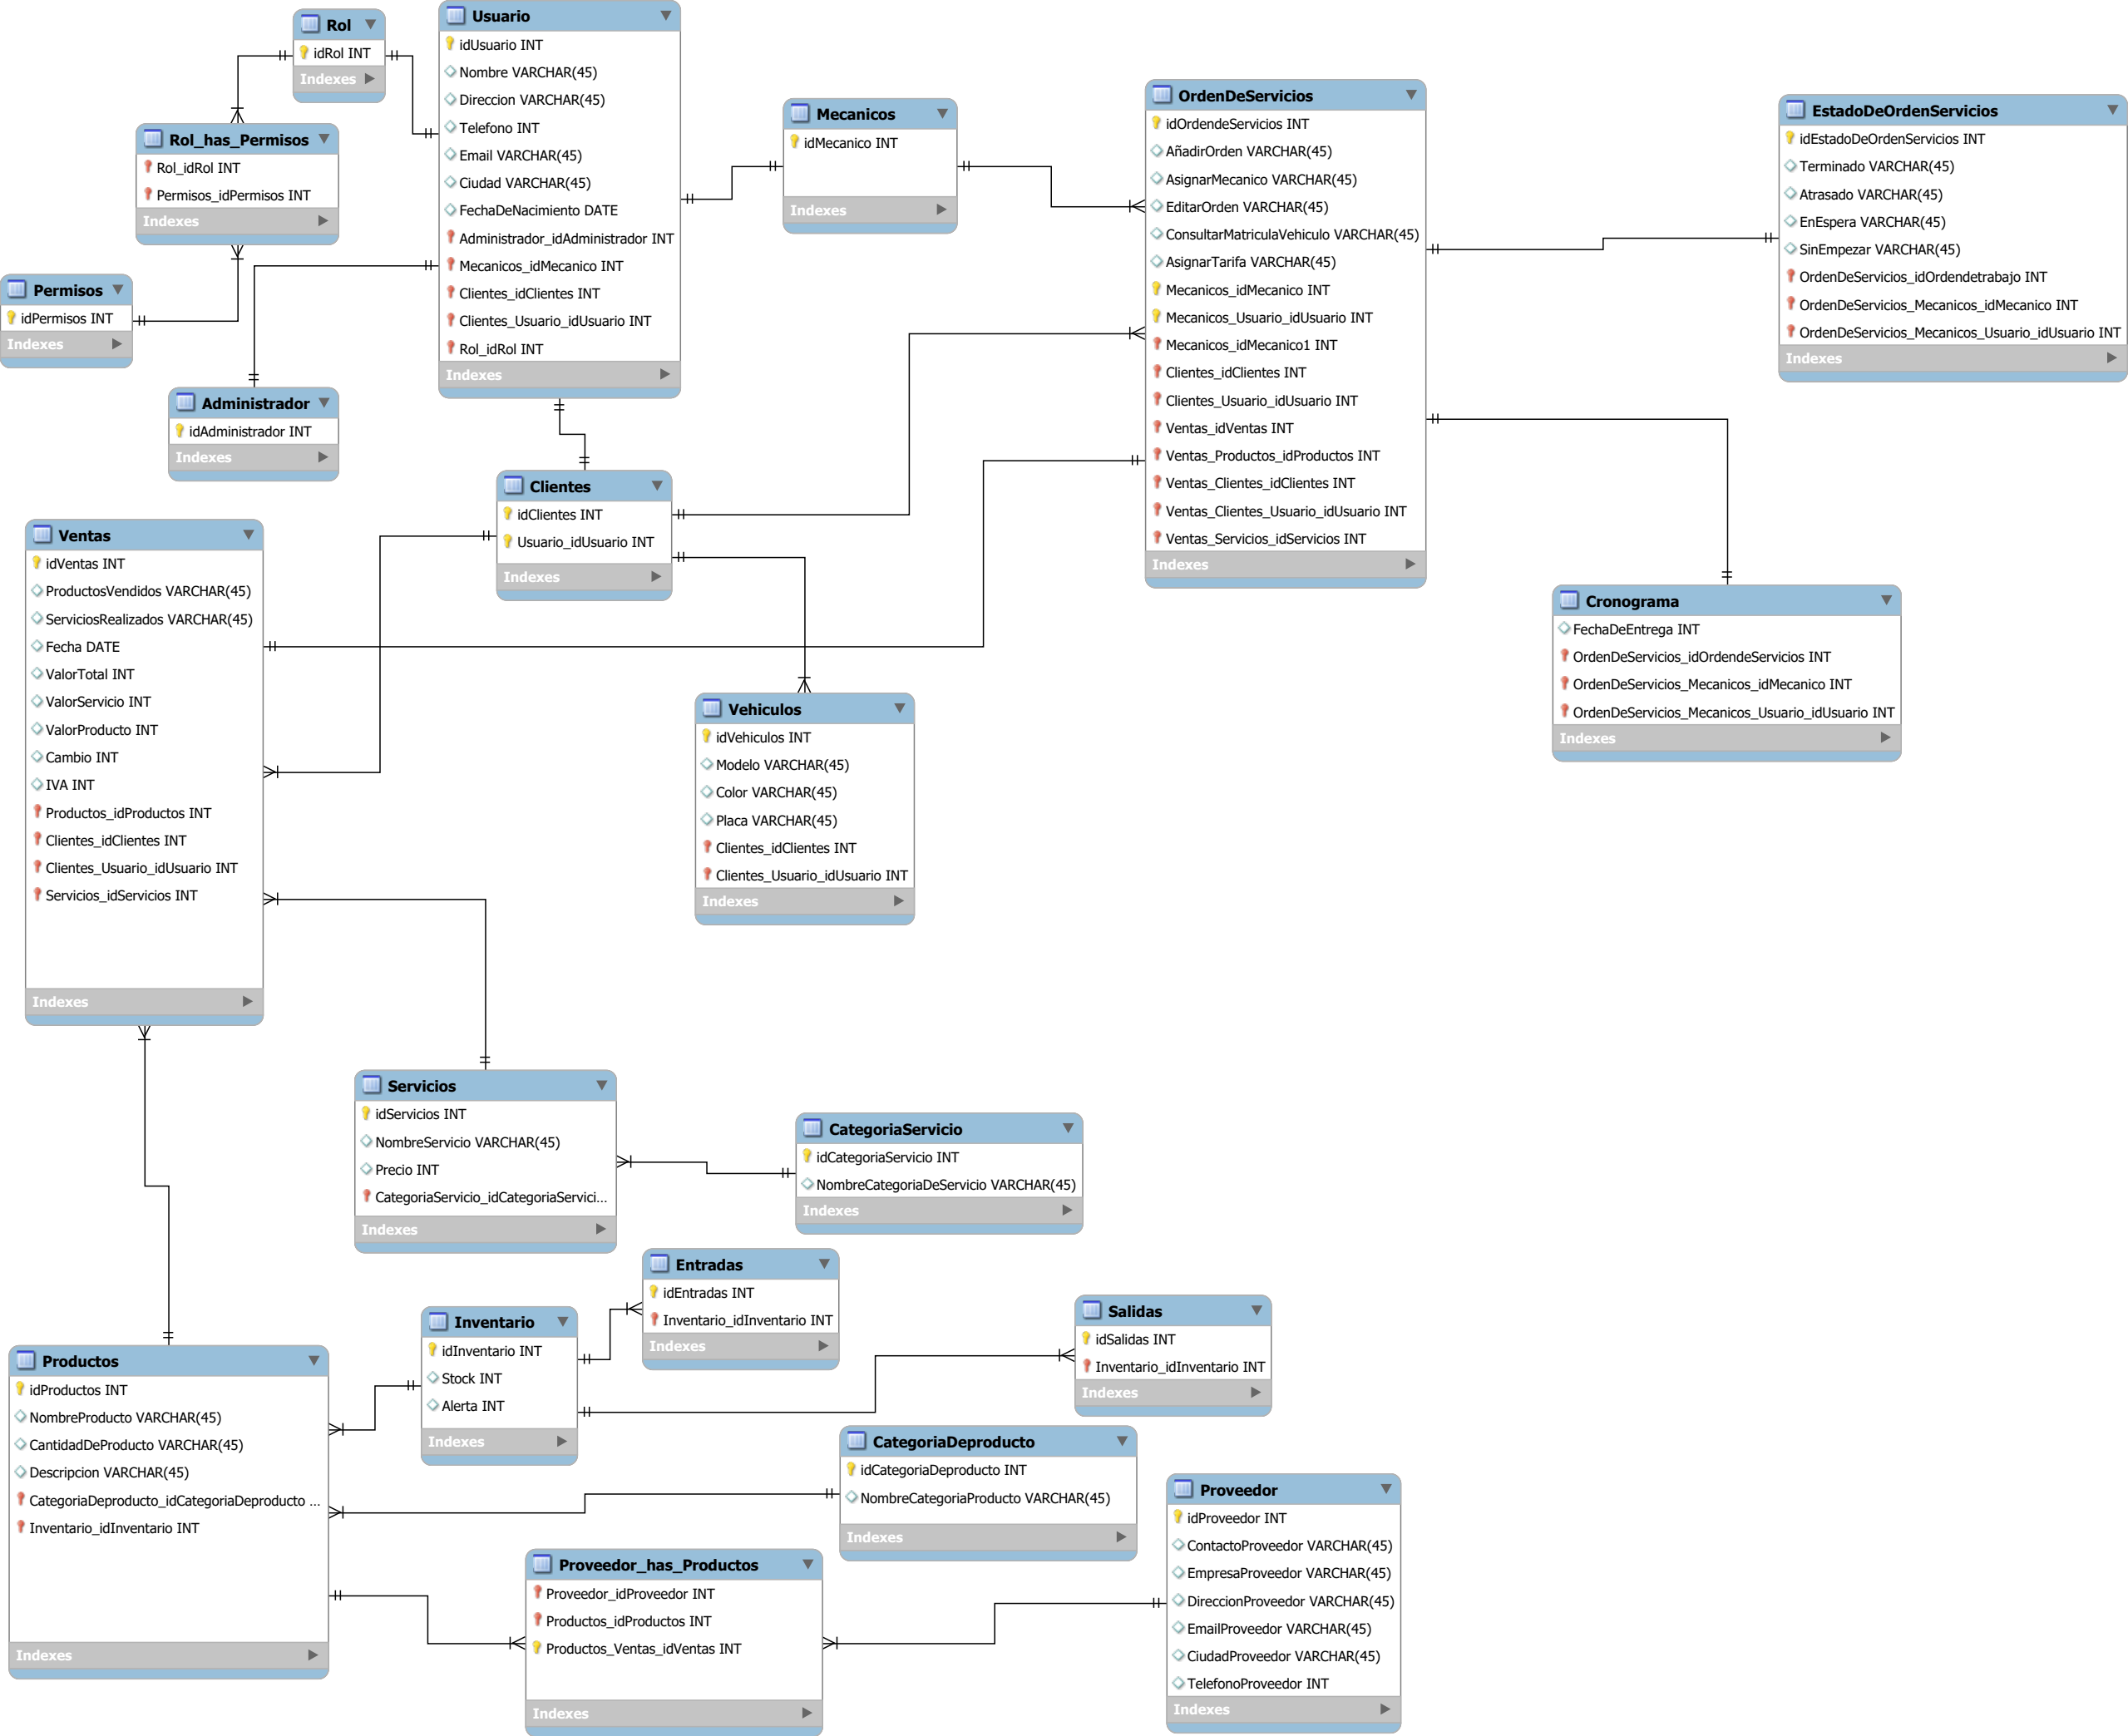 Rol
idRol INT
Indexes
Usuario
idUsuario INT
Nombre VARCHAR(45)
Direccion VARCHAR(45)
Telefono INT
Email VARCHAR(45)
Ciudad VARCHAR(45)
FechaDeNacimiento DATE
Administrador_idAdministrador INT
Mecanicos_idMecanico INT
Clientes_idClientes INT
Clientes_Usuario_idUsuario INT
Rol_idRol INT
Indexes
Mecanicos
idMecanico INT
Indexes
OrdenDeServicios
idOrdendeServicios INT
AñadirOrden VARCHAR(45)
AsignarMecanico VARCHAR(45)
EditarOrden VARCHAR(45)
ConsultarMatriculaVehiculo VARCHAR(45)
AsignarTarifa VARCHAR(45)
Mecanicos_idMecanico INT
Mecanicos_Usuario_idUsuario INT
Mecanicos_idMecanico1 INT
Clientes_idClientes INT
Clientes_Usuario_idUsuario INT
Ventas_idVentas INT
Ventas_Productos_idProductos INT
Ventas_Clientes_idClientes INT
Ventas_Clientes_Usuario_idUsuario INT
Ventas_Servicios_idServicios INT
Indexes
EstadoDeOrdenServicios
idEstadoDeOrdenServicios INT
Terminado VARCHAR(45)
Atrasado VARCHAR(45)
EnEspera VARCHAR(45)
SinEmpezar VARCHAR(45)
OrdenDeServicios_idOrdendetrabajo INT
OrdenDeServicios_Mecanicos_idMecanico INT
OrdenDeServicios_Mecanicos_Usuario_idUsuario INT
Indexes
Rol_has_Permisos
Rol_idRol INT
Permisos_idPermisos INT
Indexes
Permisos
idPermisos INT
Indexes
Administrador
idAdministrador INT
Indexes
Clientes
idClientes INT
Usuario_idUsuario INT
Indexes
Ventas
idVentas INT
ProductosVendidos VARCHAR(45)
ServiciosRealizados VARCHAR(45)
Fecha DATE
ValorTotal INT
ValorServicio INT
ValorProducto INT
Cambio INT
IVA INT
Productos_idProductos INT
Clientes_idClientes INT
Clientes_Usuario_idUsuario INT
Servicios_idServicios INT
Indexes
Cronograma
FechaDeEntrega INT
OrdenDeServicios_idOrdendeServicios INT
OrdenDeServicios_Mecanicos_idMecanico INT
OrdenDeServicios_Mecanicos_Usuario_idUsuario INT
Indexes
Vehiculos
idVehiculos INT
Modelo VARCHAR(45)
Color VARCHAR(45)
Placa VARCHAR(45)
Clientes_idClientes INT
Clientes_Usuario_idUsuario INT
Indexes
Servicios
idServicios INT
NombreServicio VARCHAR(45)
Precio INT
CategoriaServicio_idCategoriaServici...
Indexes
CategoriaServicio
idCategoriaServicio INT
NombreCategoriaDeServicio VARCHAR(45)
Indexes
Entradas
idEntradas INT
Inventario_idInventario INT
Indexes
Salidas
idSalidas INT
Inventario_idInventario INT
Indexes
Inventario
idInventario INT
Stock INT
Alerta INT
Indexes
Productos
idProductos INT
NombreProducto VARCHAR(45)
CantidadDeProducto VARCHAR(45)
Descripcion VARCHAR(45)
CategoriaDeproducto_idCategoriaDeproducto ...
Inventario_idInventario INT
Indexes
CategoriaDeproducto
idCategoriaDeproducto INT
NombreCategoriaProducto VARCHAR(45)
Indexes
Proveedor
idProveedor INT
ContactoProveedor VARCHAR(45)
EmpresaProveedor VARCHAR(45)
DireccionProveedor VARCHAR(45)
EmailProveedor VARCHAR(45)
CiudadProveedor VARCHAR(45)
TelefonoProveedor INT
Indexes
Proveedor_has_Productos
Proveedor_idProveedor INT
Productos_idProductos INT
Productos_Ventas_idVentas INT
Indexes